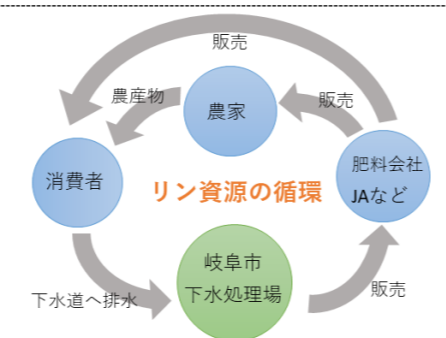 販売
農産物
農家
販売
消費者
リン資源の循環
肥料会社
JAなど
岐阜市
下水処理場
下水道へ排水
販売